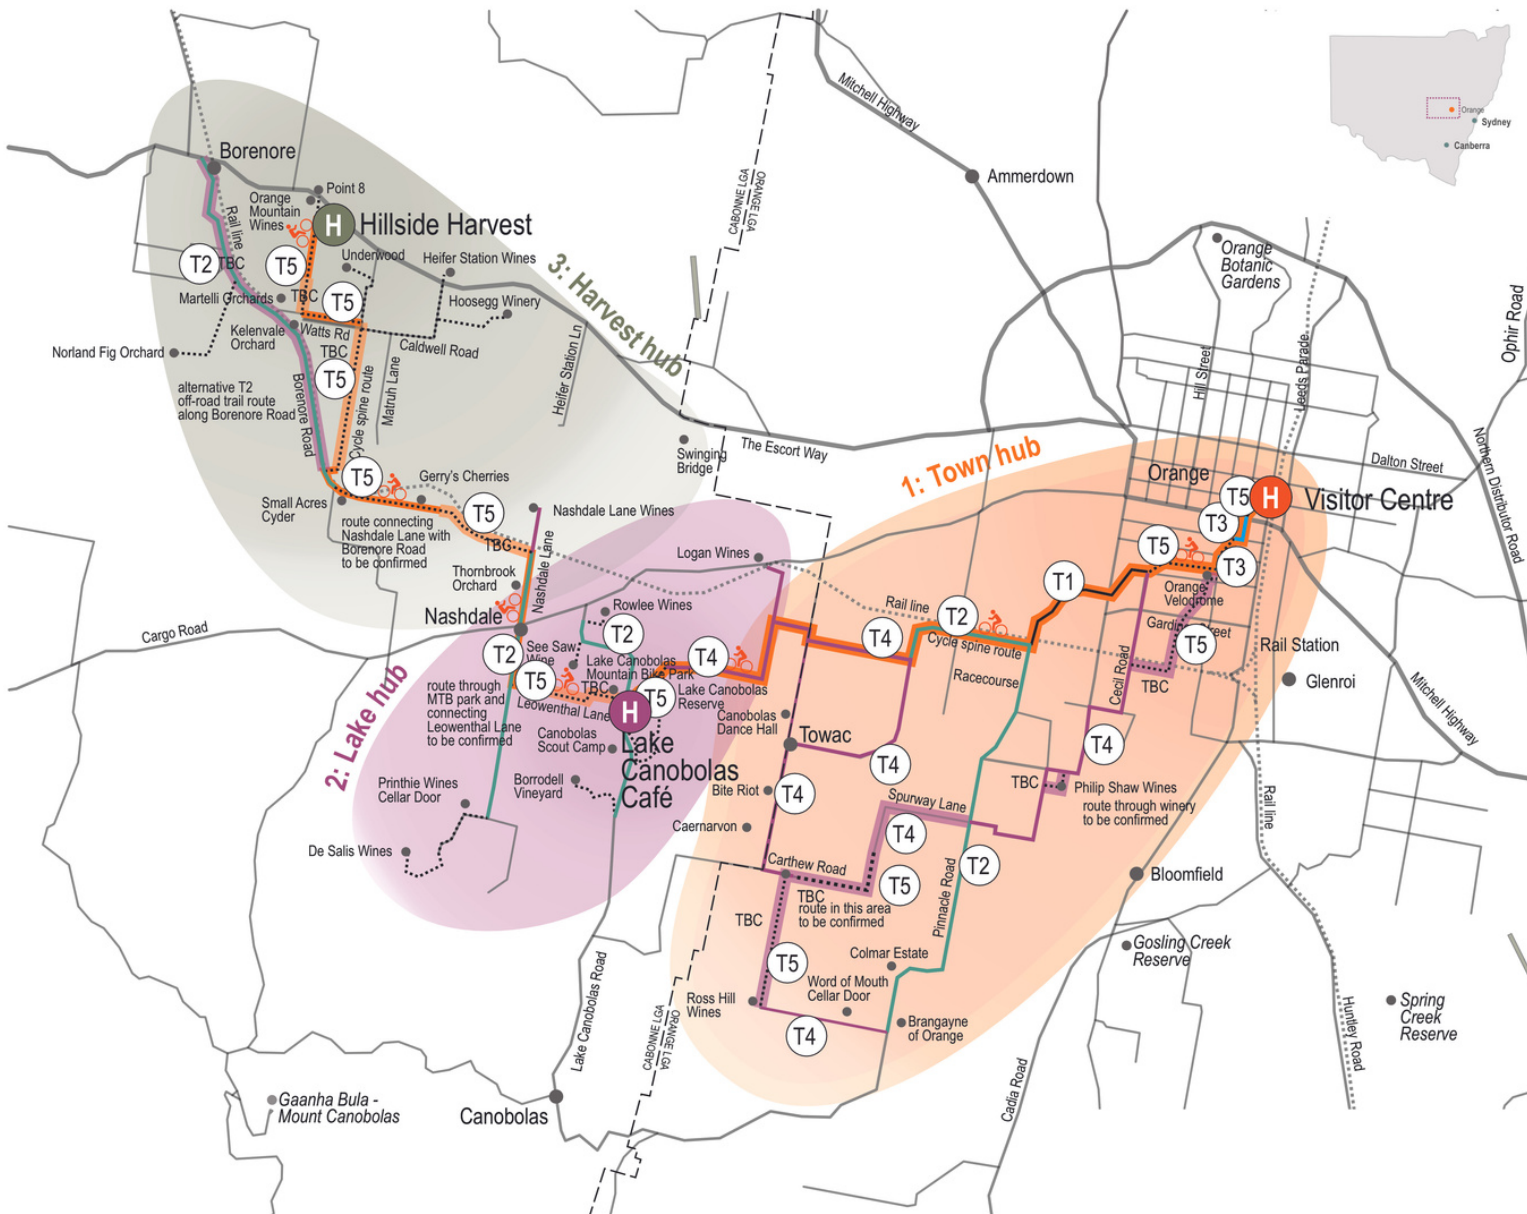 Mitchell Highway
Orange
Sydney
Canberra
CABONNE LGA
ORANGE LGA
Borenore
Ammerdown
Point 8
Orange
Mountain
Wines
H
Hillside Harvest
Rail line
T2
TBC
T5
Underwood
Heifer Station Wines
Orange
Botanic
Gardens
3: Harvest hub
Martelli Orchards
TBC
T5
Hoosegg Winery
Kelenvale
Orchard
Watts Rd
Caldwell Road
Heifer Station Ln
Ophir Road
Norland Fig Orchard
TBC
T5
Matruh Lane
Hill Street
Leeds Parade
alternative T2
off-road trail route
along Borenore Road
Borenore Road
Cycle spine route
Swinging
Bridge
The Escort Way
1: Town hub
Dalton Street
Northern Distributor Road
Orange
T5
Gerry's Cherries
T5
H
Visitor Centre
Small Acres
Cyder
T5
Nashdale Lane Wines
T3
route connecting
Nashdale Lane with
Borenore Road
to be confirmed
TBC
Nashdale Lane
Logan Wines
T5
T3
Thornbrook
Orchard
T1
Orange
Velodrome
Nashdale
Rowlee Wines
Rail line
T2
Cargo Road
T2
T4
Cycle spine route
T5
Rail Station
T2
See Saw
Wine
Lake Canobolas
Mountain Bike Park
T4
Racecourse
Cecil Road
TBC
Glenroi
T5
TBC
T5
Lake Canobolas
Reserve
route through
MTB park and
connecting
Leowenthal Lane
to be confirmed
Leowenthal Lane
H
Canobolas
Dance Hall
Mitchell Highway
2: Lake hub
Canobolas
Scout Camp
Lake
Canobolas
Café
Towac
T4
T4
Borrodell
Vineyard
Bite Riot
T4
TBC
Philip Shaw Wines
Printhie Wines
Cellar Door
Spurway Lane
route through winery
to be confirmed
Rail line
Caernarvon
T4
De Salis Wines
Carthew Road
T2
T5
Pinnacle Road
Bloomfield
TBC
TBC
route in this area
to be confirmed
Colmar Estate
Gosling Creek
Reserve
T5
Word of Mouth
Cellar Door
Ross Hill
Wines
Lake Canobolas Road
Spring
Creek
Reserve
T4
Brangayne
of Orange
Huntley Road
CABONNE LGA
ORANGE LGA
Cadia Road
Gaanha Bula -
Mount Canobolas
Canobolas